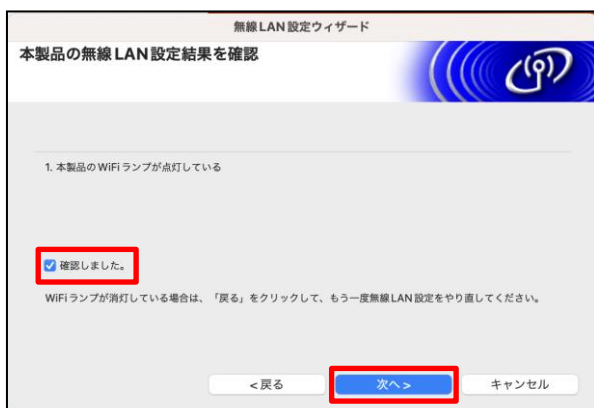 無線LAN設定ウィザード
本製品の無線LAN設定結果を確認
1. 本製品のWiFiランプが点灯している
確認しました。
WiFiランプが消灯している場合は、「戻る」をクリックして、もう一度無線LAN設定をやり直してください。
<戻る
次へ>
キャンセル